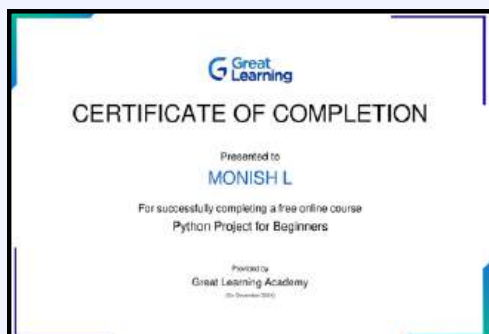 Great
Learning
CERTIFICATE OF COMPLETION
Presented to
MONISH L
For successfully completing a free online course
Python Project for Beginners
Provided by
Great Learning Academy